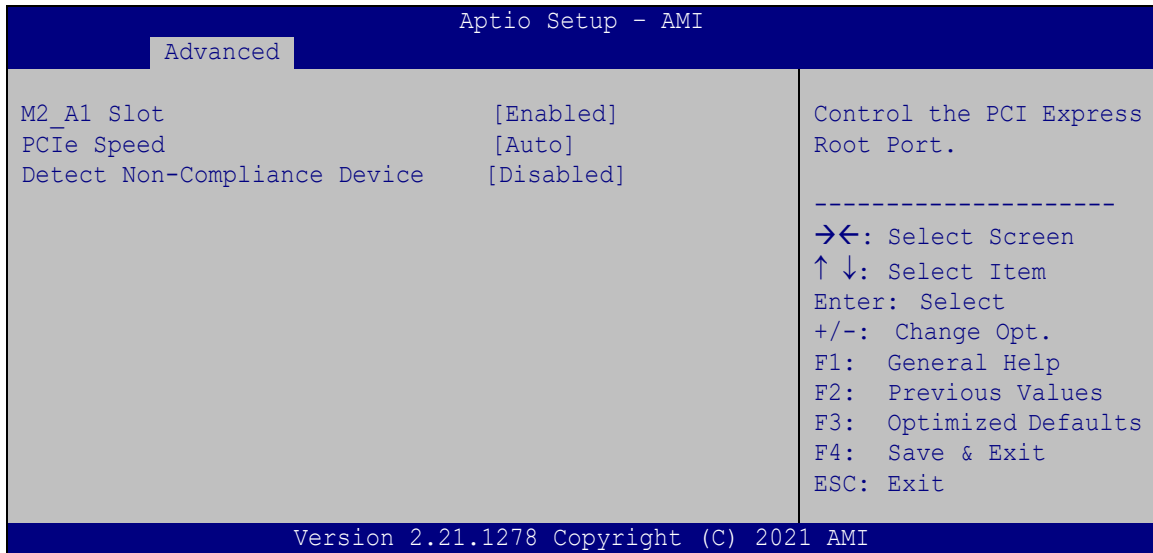 Aptio Setup – AMI
Advanced
M2_A1 Slot [Enabled]
PCIe Speed [Auto]
Detect Non-Compliance Device [Disabled]
Control the PCI Express
Root Port.
---------------------
→←: Select Screen
↑ ↓: Select Item
Enter: Select
+/-: Change Opt.
F1: General Help
F2: Previous Values
F3: Optimized Defaults
F4: Save & Exit
ESC: Exit
Version 2.21.1278 Copyright (C) 2021 AMI